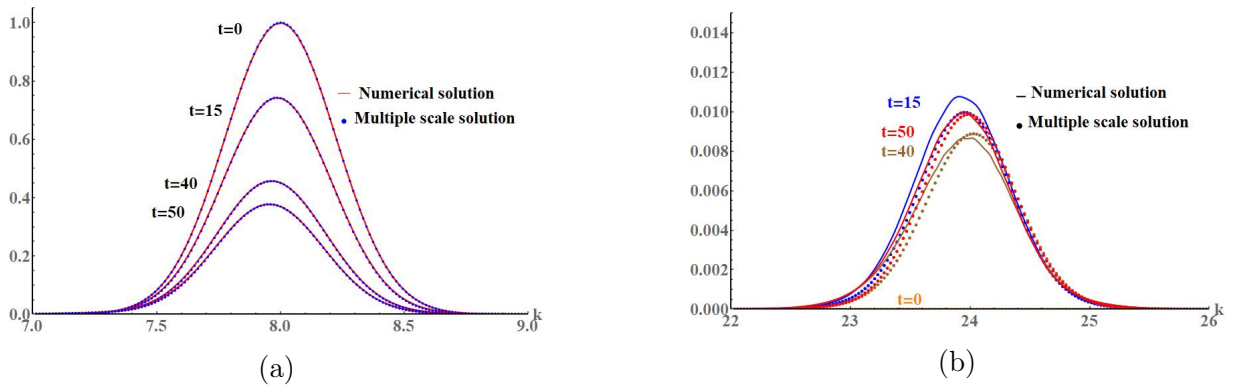 1.0
0.8
0.6
0.4
0.2
0.0
7.0
7.5
8.0
8.5
9.0
k
t=0
t=15
t=40
t=50
Numerical solution
Multiple scale solution
(a)
0.014
0.012
0.010
0.008
0.006
0.004
0.002
0.000
22
23
24
25
26
k
t=15
t=50
t=40
t=0
Numerical solution
Multiple scale solution
(b)